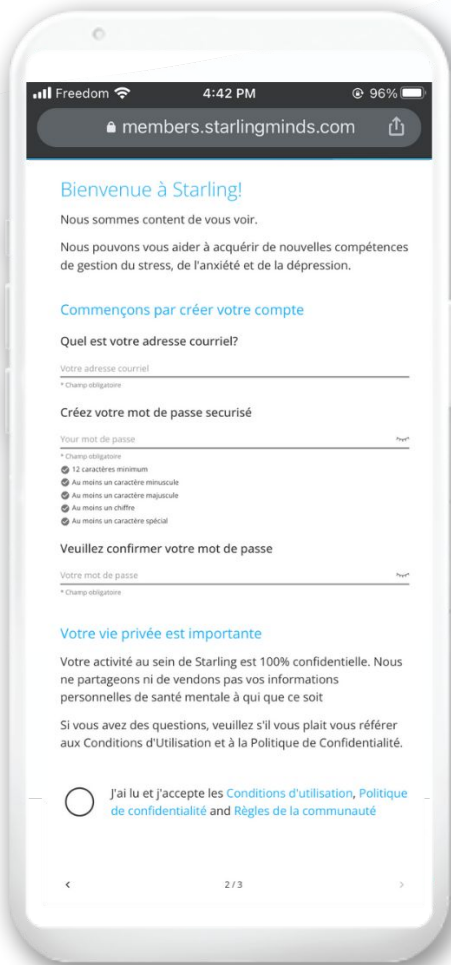 Freedom 4:42 PM 96%
members.starlingminds.com
Bienvenue à Starling!
Nous sommes content de vous voir.
Nous pouvons vous aider à acquérir de nouvelles compétences
de gestion du stress, de l'anxiété et de la dépression.
Commençons par créer votre compte
Quel est votre adresse courriel?
Votre adresse courriel
* Champ obligatoire
Créez votre mot de passe securisé
Your mot de passe
* Champ obligatoire
12 caractères minimum
Au moins un caractère minuscule
Au moins un caractère majuscule
Au moins un chiffre
Au moins un caractère spécial
Veuillez confirmer votre mot de passe
Votre mot de passe
* Champ obligatoire
Votre vie privée est importante
Votre activité au sein de Starling est 100% confidentielle. Nous
ne partageons ni de vendons pas vos informations
personnelles de santé mentale à qui que ce soit
Si vous avez des questions, veuillez s'il vous plait vous référer
aux Conditions d'Utilisation et à la Politique de Confidentialité.
J'ai lu et j'accepte les Conditions d'utilisation, Politique
de confidentialité and Règles de la communauté
< 2 / 3 >